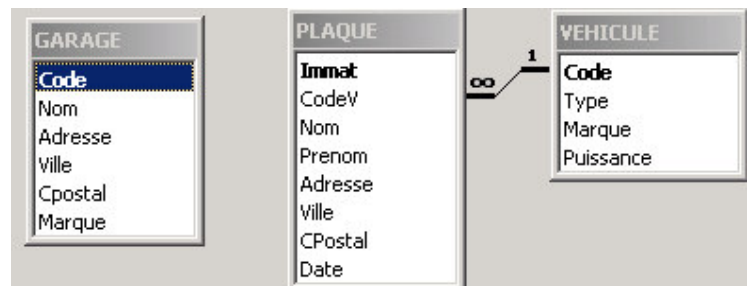 GARAGE
Code
Nom
Adresse
Ville
Cpostal
Marque
PLAQUE
Immat
CodeV
Nom
Prenom
Adresse
Ville
CPostal
Date
∞
1
VEHICULE
Code
Type
Marque
Puissance